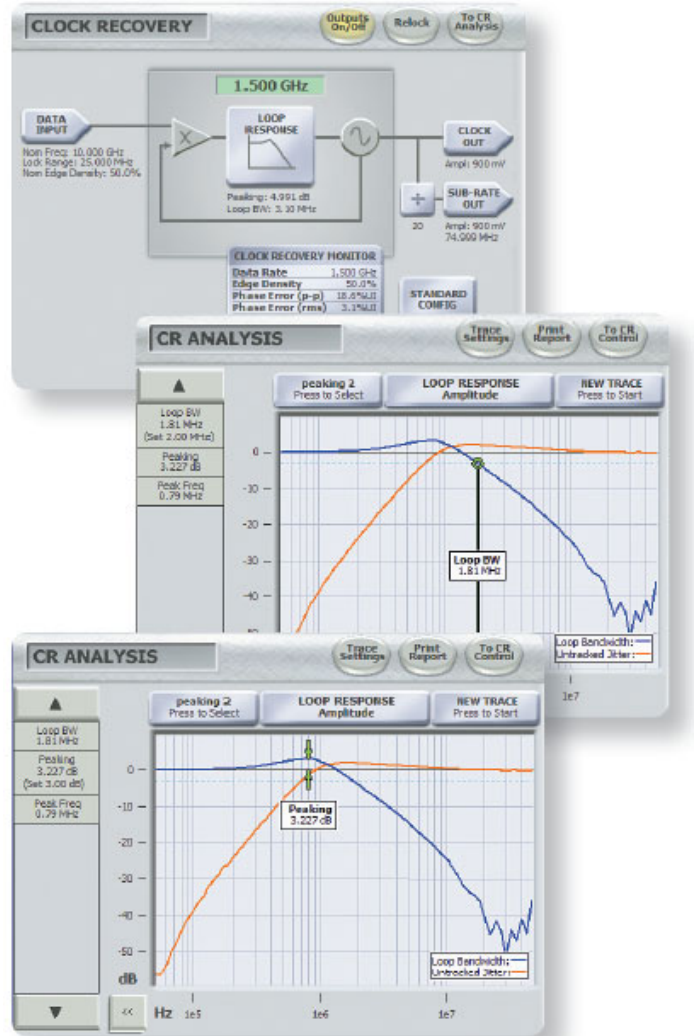 CLOCK RECOVERY
Outputs On/Off
Relock
To CR Analysis
1.500 GHz
DATA INPUT
LOOP RESPONSE
CLOCK OUT
Nom Freq: 10.000 GHz
Lock Range: 25.000 MHz
Nom Edge Density: 50.0%
Ampl: 900 mV
Peaking: 4.991 dB
Loop BW: 3.10 MHz
÷
20
SUB-RATE OUT
Ampl: 900 mV
74.999 MHz
CLOCK RECOVERY MONITOR
Data Rate 1.500 GHz
Edge Density 50.0%
Phase Error (p-p) 18.6%UI
Phase Error (rms) 3.1%UI
STANDARD CONFIG
CR ANALYSIS
Trace Settings
Print Report
To CR Control
peaking 2
Press to Select
LOOP RESPONSE
Amplitude
NEW TRACE
Press to Start
Loop BW
1.81 MHz
(Set 2.00 MHz)
Peaking
3.227 dB
Peak Freq
0.79 MHz
0
-10
-20
-30
-40
Loop BW
1.81 MHz
Loop Bandwidth:
Untracked Jitter:
1e7
CR ANALYSIS
Trace Settings
Print Report
To CR Control
peaking 2
Press to Select
LOOP RESPONSE
Amplitude
NEW TRACE
Press to Start
Loop BW
1.81 MHz
Peaking
3.227 dB
(Set 3.00 dB)
Peak Freq
0.79 MHz
0
-10
-20
-30
-40
-50
dB
Peaking
3.227 dB
Loop Bandwidth:
Untracked Jitter:
<<
Hz
1e5
1e6
1e7